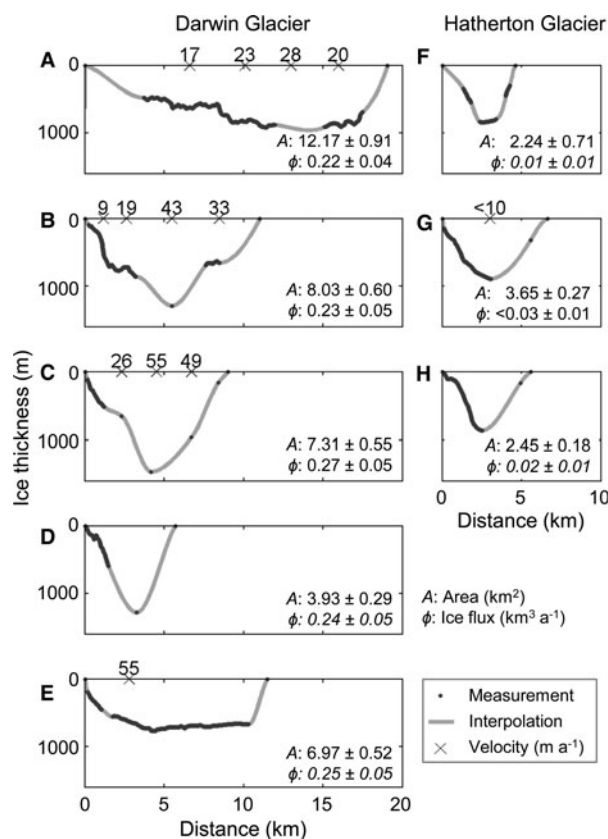 Darwin Glacier
Hatherton Glacier
A
0
1000
17 23 28 20
A: 12.17 ± 0.91
ϕ: 0.22 ± 0.04
F
A: 2.24 ± 0.71
ϕ: 0.01 ± 0.01
B
0
1000
9 19 43 33
A: 8.03 ± 0.60
ϕ: 0.23 ± 0.05
G
<10
A: 3.65 ± 0.27
ϕ: <0.03 ± 0.01
Ice thickness (m)
C
0
1000
26 55 49
A: 7.31 ± 0.55
ϕ: 0.27 ± 0.05
H
A: 2.45 ± 0.18
ϕ: 0.02 ± 0.01
0 5 10
Distance (km)
D
0
1000
A: 3.93 ± 0.29
ϕ: 0.24 ± 0.05
A: Area (km²)
ϕ: Ice flux (km³ a⁻¹)
E
0
1000
55
A: 6.97 ± 0.52
ϕ: 0.25 ± 0.05
0 5 10 15 20
Distance (km)
Measurement
Interpolation
Velocity (m a⁻¹)